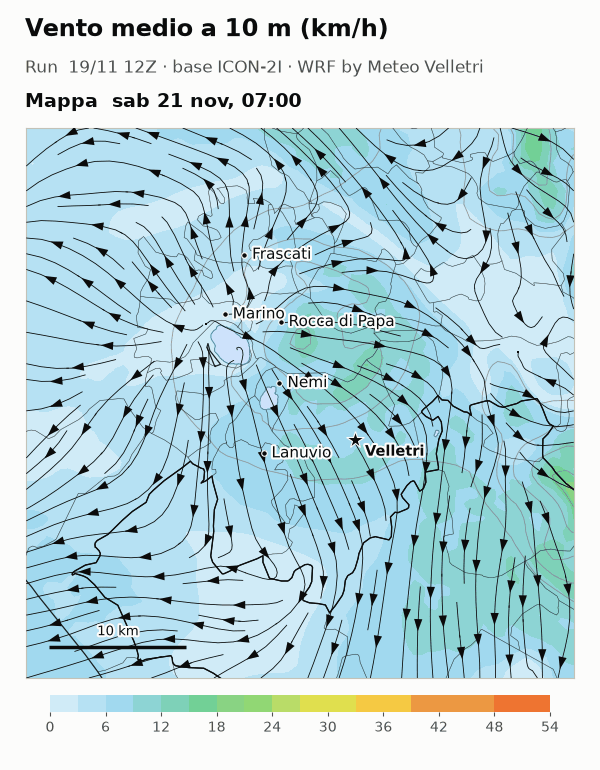 Vento medio a 10 m (km/h)
Run 19/11 12Z · base ICON-2I · WRF by Meteo Velletri
Mappa sab 21 nov, 07:00
Frascati
Marino
Rocca di Papa
Nemi
Velletri
Lanuvio
10 km
0 6 12 18 24 30 36 42 48 54